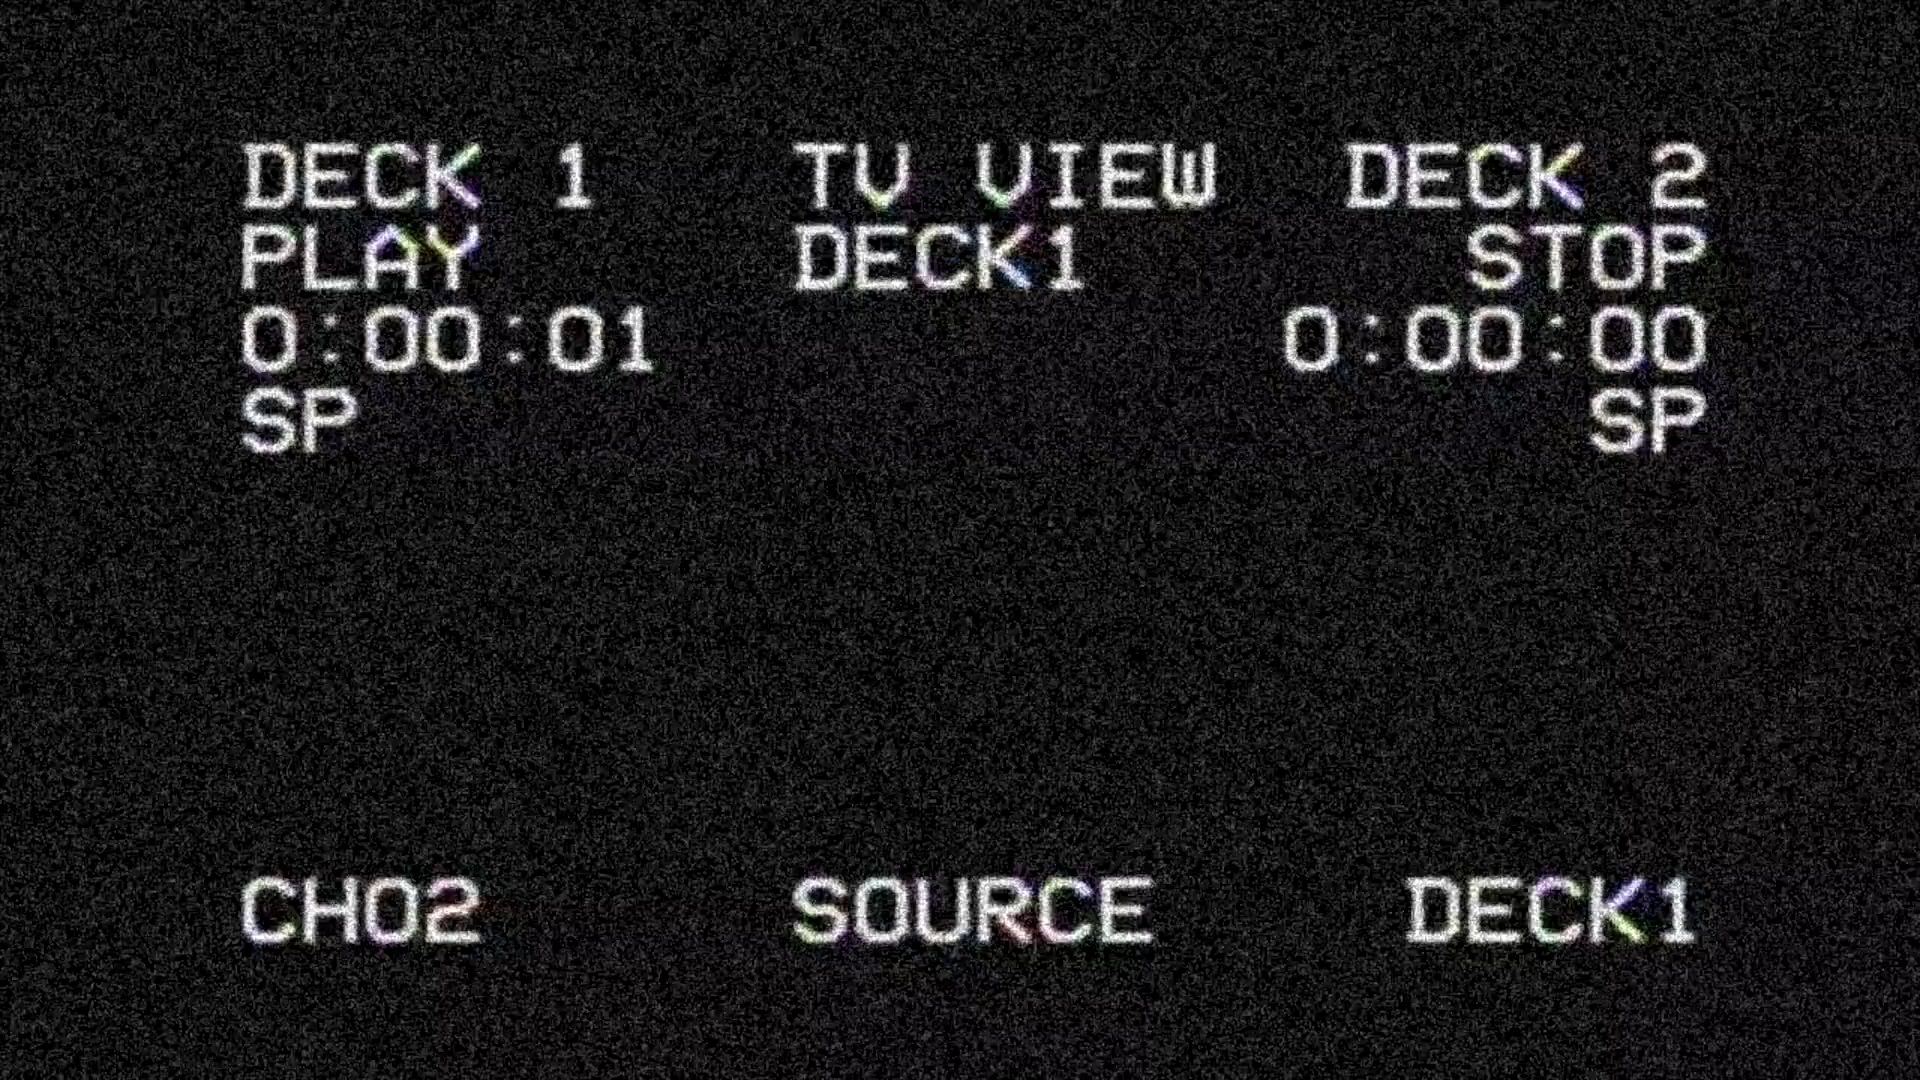 DECK 1 TV VIEW DECK 2
PLAY DECK1 STOP
0:00:01 0:00:00
SP SP
CH02 SOURCE DECK1